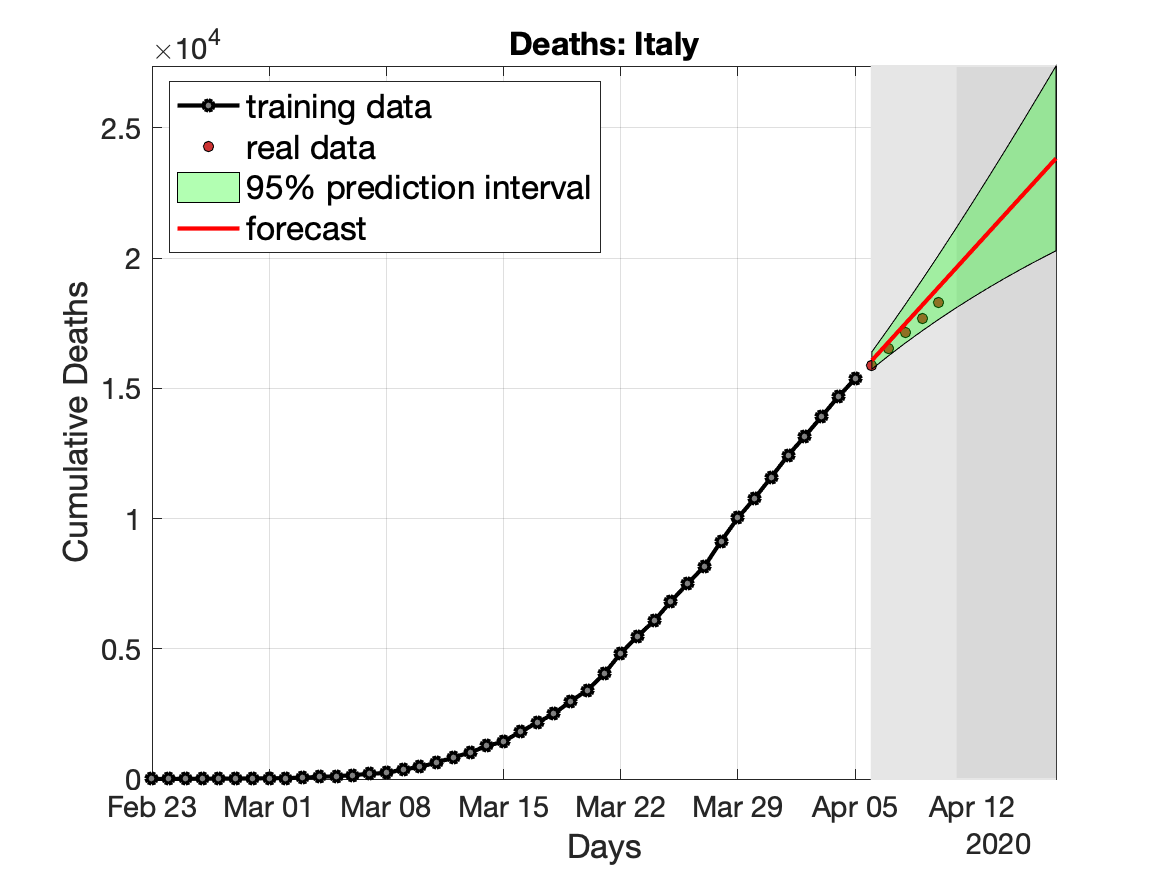 Deaths: Italy
×10⁴
training data
real data
95% prediction interval
forecast
2.5
2
1.5
1
0.5
0
Cumulative Deaths
Feb 23 Mar 01 Mar 08 Mar 15 Mar 22 Mar 29 Apr 05 Apr 12
2020
Days